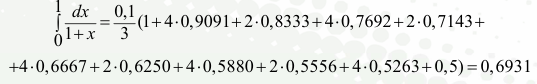 ∫₀¹ dx/(1+x) = 0,1/3 (1+4·0,9091+2·0,8333+4·0,7692+2·0,7143+
+4·0,6667+2·0,6250+4·0,5880+2·0,5556+4·0,5263+0,5)=0,6931